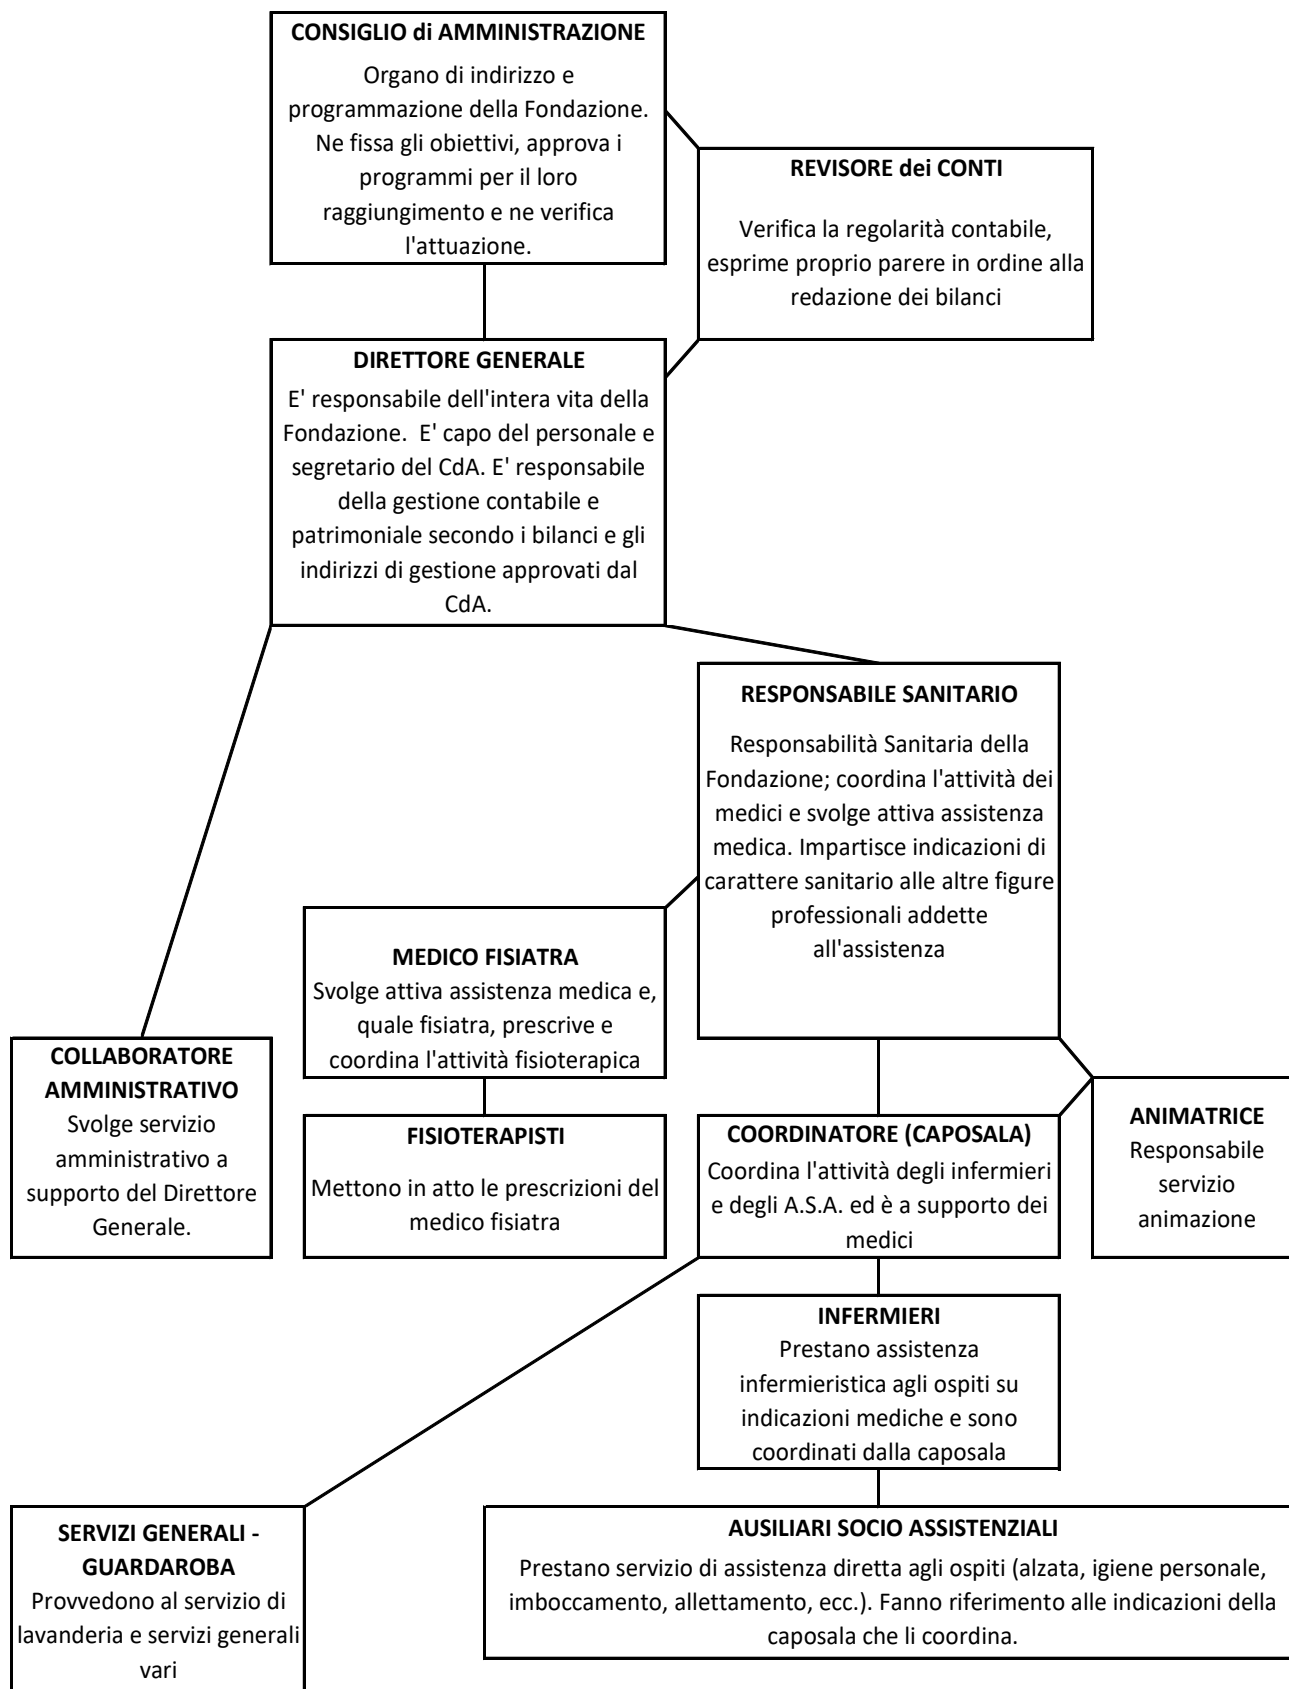 CONSIGLIO di AMMINISTRAZIONE
Organo di indirizzo e
programmazione della Fondazione.
Ne fissa gli obiettivi, approva i
programmi per il loro
raggiungimento e ne verifica
l'attuazione.
REVISORE dei CONTI
Verifica la regolarità contabile,
esprime proprio parere in ordine alla
redazione dei bilanci
DIRETTORE GENERALE
E' responsabile dell'intera vita della
Fondazione.  E' capo del personale e
segretario del CdA. E' responsabile
della gestione contabile e
patrimoniale secondo i bilanci e gli
indirizzi di gestione approvati dal
CdA.
RESPONSABILE SANITARIO
Responsabilità Sanitaria della
Fondazione; coordina l'attività dei
medici e svolge attiva assistenza
medica. Impartisce indicazioni di
carattere sanitario alle altre figure
professionali addette
all'assistenza
MEDICO FISIATRA
Svolge attiva assistenza medica e,
quale fisiatra, prescrive e
coordina l'attività fisioterapica
COLLABORATORE
AMMINISTRATIVO
Svolge servizio
amministrativo a
supporto del Direttore
Generale.
FISIOTERAPISTI
Mettono in atto le prescrizioni del
medico fisiatra
COORDINATORE (CAPOSALA)
Coordina l'attività degli infermieri
e degli A.S.A. ed è a supporto dei
medici
ANIMATRICE
Responsabile
servizio
animazione
INFERMIERI
Prestano assistenza
infermieristica agli ospiti su
indicazioni mediche e sono
coordinati dalla caposala
SERVIZI GENERALI -
GUARDAROBA
Provvedono al servizio di
lavanderia e servizi generali
vari
AUSILIARI SOCIO ASSISTENZIALI
Prestano servizio di assistenza diretta agli ospiti (alzata, igiene personale,
imboccamento, allettamento, ecc.). Fanno riferimento alle indicazioni della
caposala che li coordina.